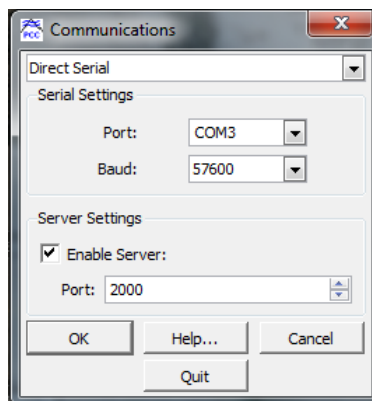 PCC Communications
Direct Serial
Serial Settings
Port: COM3
Baud: 57600
Server Settings
Enable Server:
Port: 2000
OK Help... Cancel
Quit